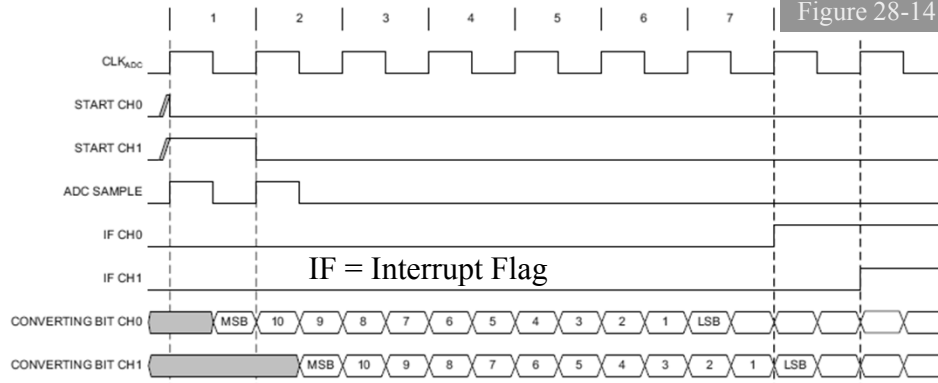 Figure 28-14
1 2 3 4 5 6 7
CLKADC
START CH0
START CH1
ADC SAMPLE
IF CH0
IF = Interrupt Flag
IF CH1
CONVERTING BIT CH0 MSB 10 9 8 7 6 5 4 3 2 1 LSB
CONVERTING BIT CH1 MSB 10 9 8 7 6 5 4 3 2 1 LSB